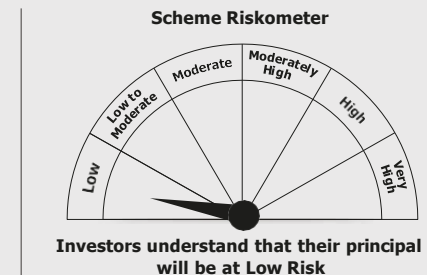 Scheme Riskometer
Low
Low to
Moderate
Moderate
Moderately
High
High
Very
High
Investors understand that their principal
will be at Low Risk